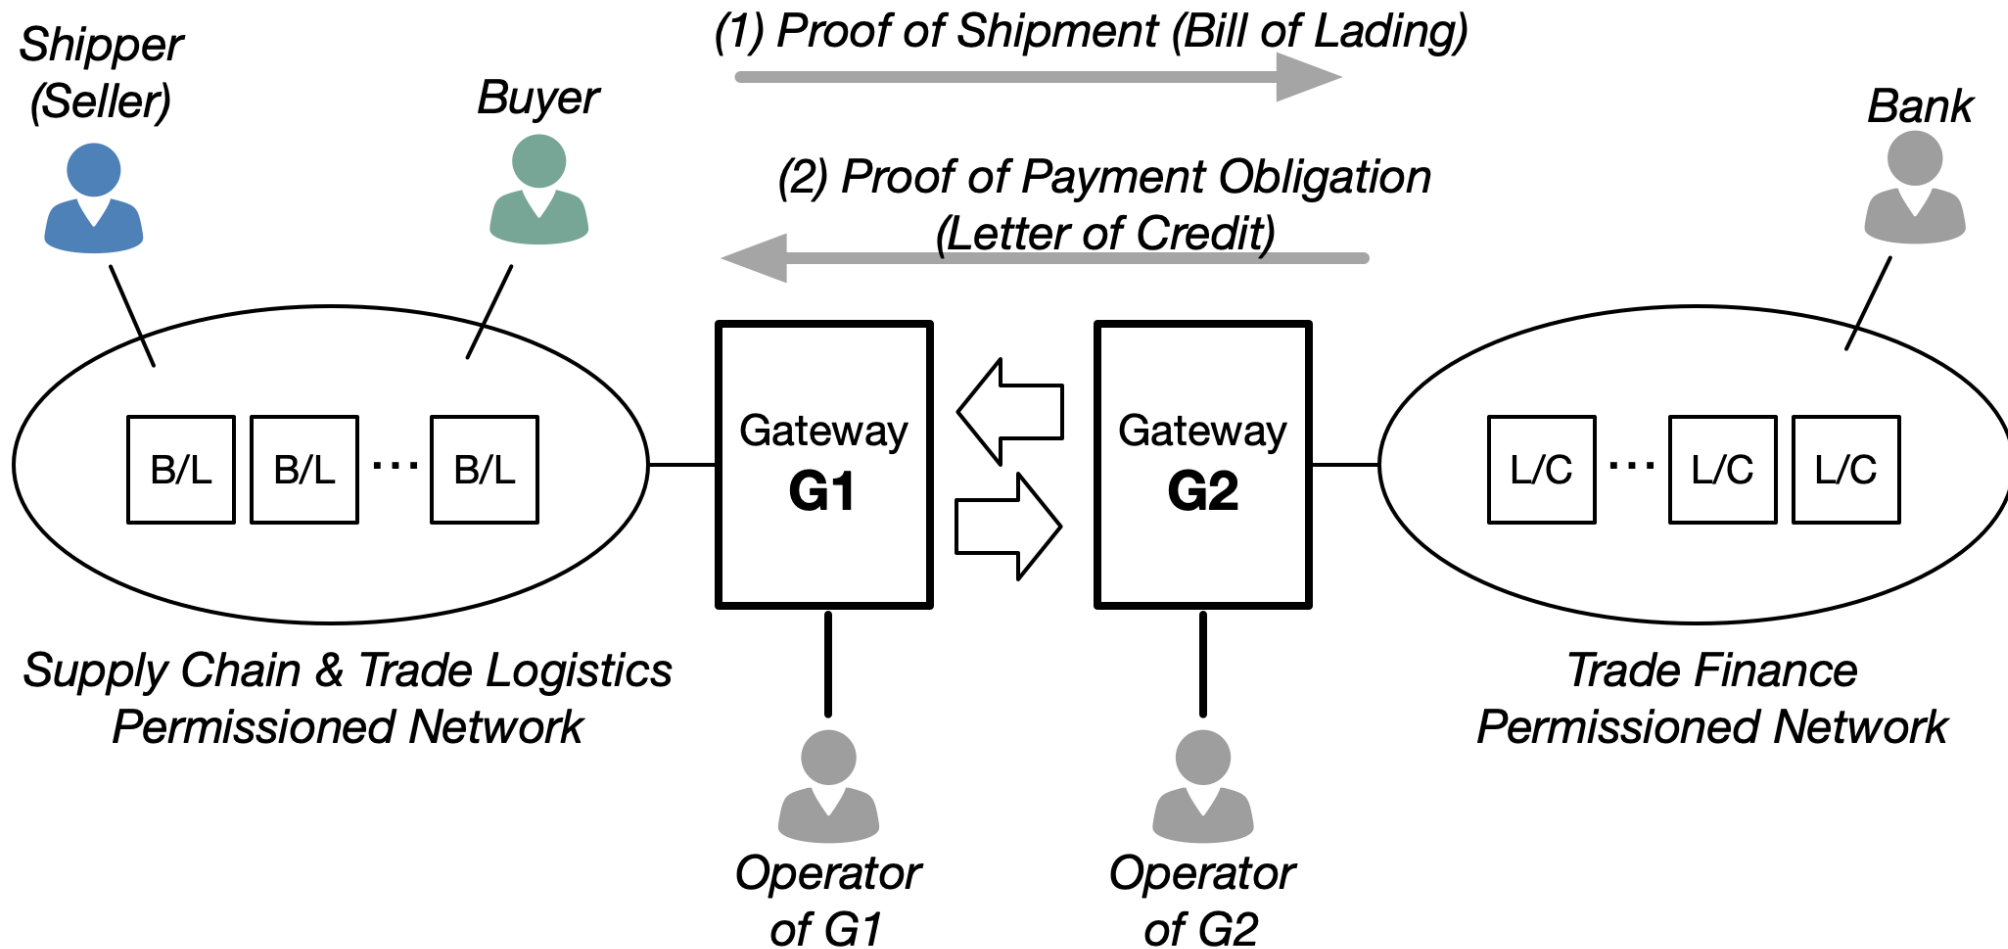 Shipper
(Seller)
Buyer
(1) Proof of Shipment (Bill of Lading)
Bank
(2) Proof of Payment Obligation
(Letter of Credit)
B/L
B/L
...
B/L
Gateway
G1
Gateway
G2
L/C
...
L/C
L/C
Supply Chain & Trade Logistics
Permissioned Network
Trade Finance
Permissioned Network
Operator
of G1
Operator
of G2